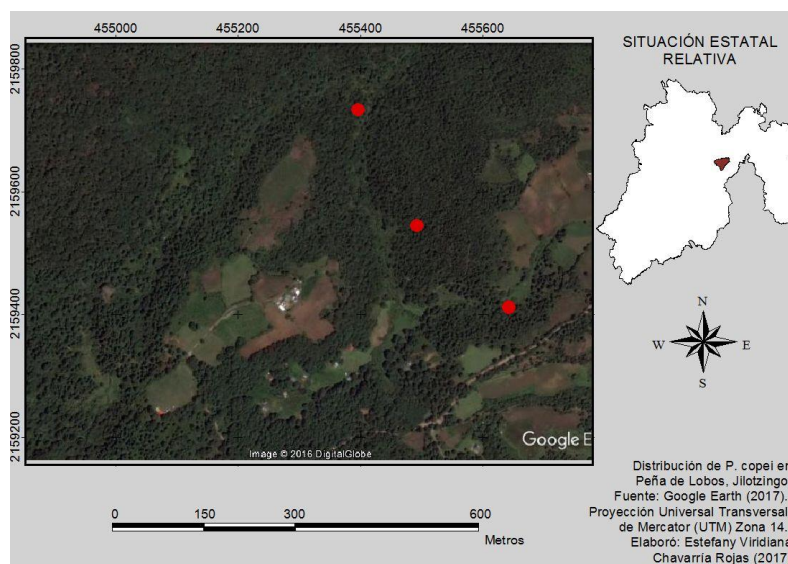 455000 455200 455400 455600
2159800
2159600
2159400
2159200
Image © 2016 DigitalGlobe
Google E
SITUACIÓN ESTATAL
RELATIVA
N
W E
S
0 150 300 600
Metros
Distribución de P. copei en
Peña de Lobos, Jilotzingo
Fuente: Google Earth (2017).
Proyección Universal Transversal
de Mercator (UTM) Zona 14.
Elaboró: Estefany Viridiana
Chavarría Rojas (2017